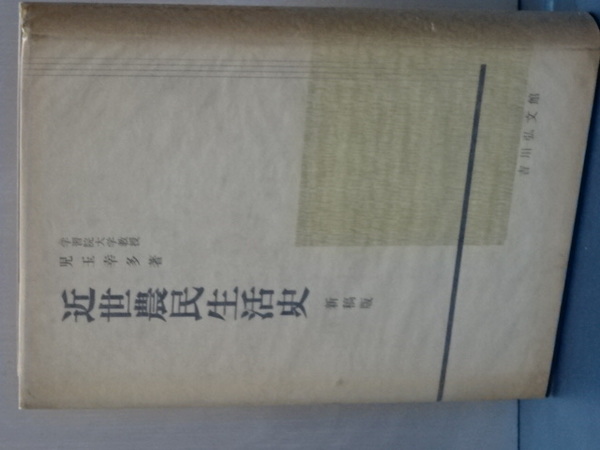 学習院大学教授
児玉幸多著
近世農民生活史
新稿版
吉川弘文館